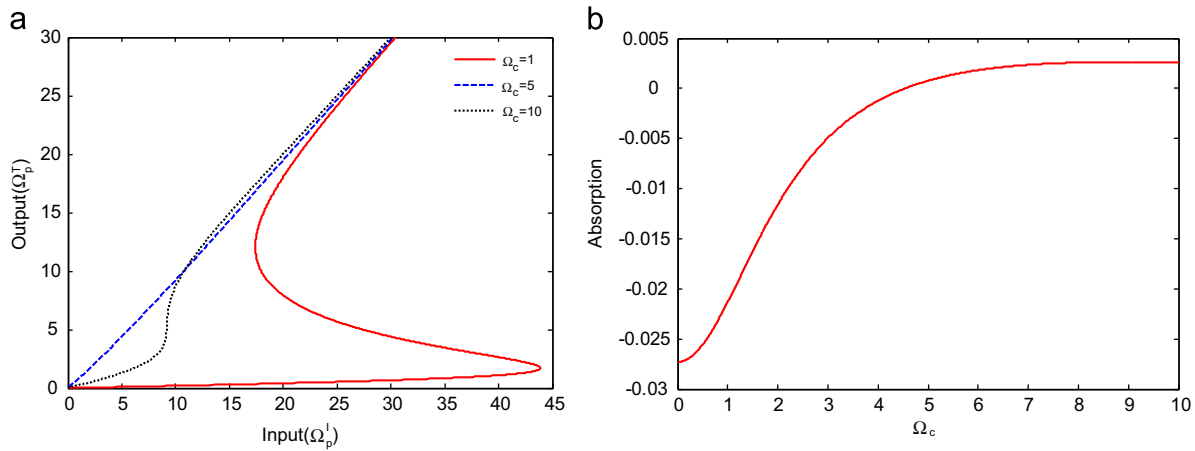 a
30
25
20
15
10
5
0
Output(Ω_p^T)
Ω_c=1
Ω_c=5
Ω_c=10
0 5 10 15 20 25 30 35 40 45
Input(Ω_p^I)
b
0.005
0
-0.005
-0.01
-0.015
-0.02
-0.025
-0.03
Absorption
0 1 2 3 4 5 6 7 8 9 10
Ω_c